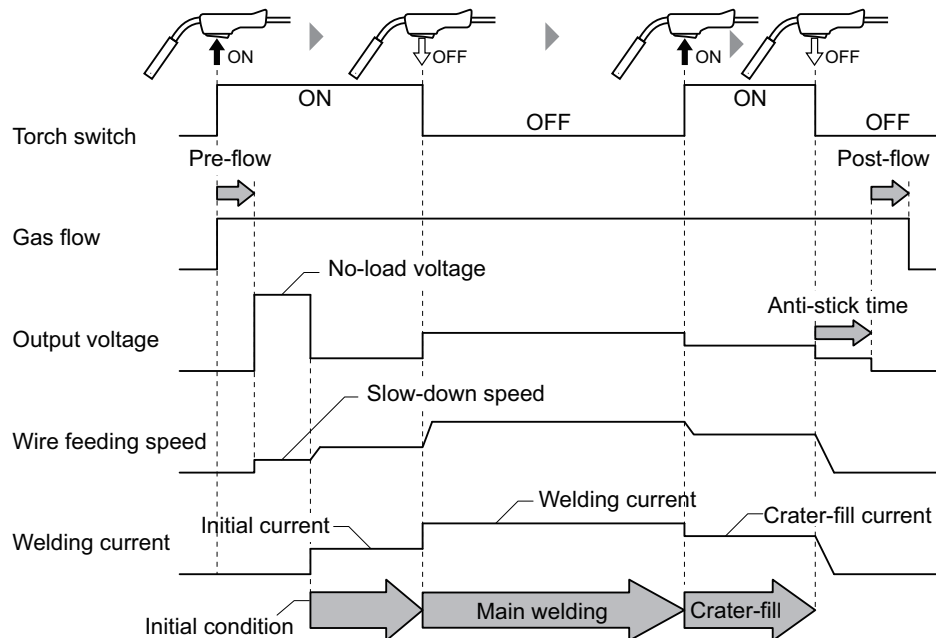 ON
OFF
ON
OFF
ON
OFF
ON
OFF
Torch switch
Pre-flow
Post-flow
Gas flow
No-load voltage
Anti-stick time
Output voltage
Slow-down speed
Wire feeding speed
Welding current
Initial current
Crater-fill current
Welding current
Main welding
Crater-fill
Initial condition